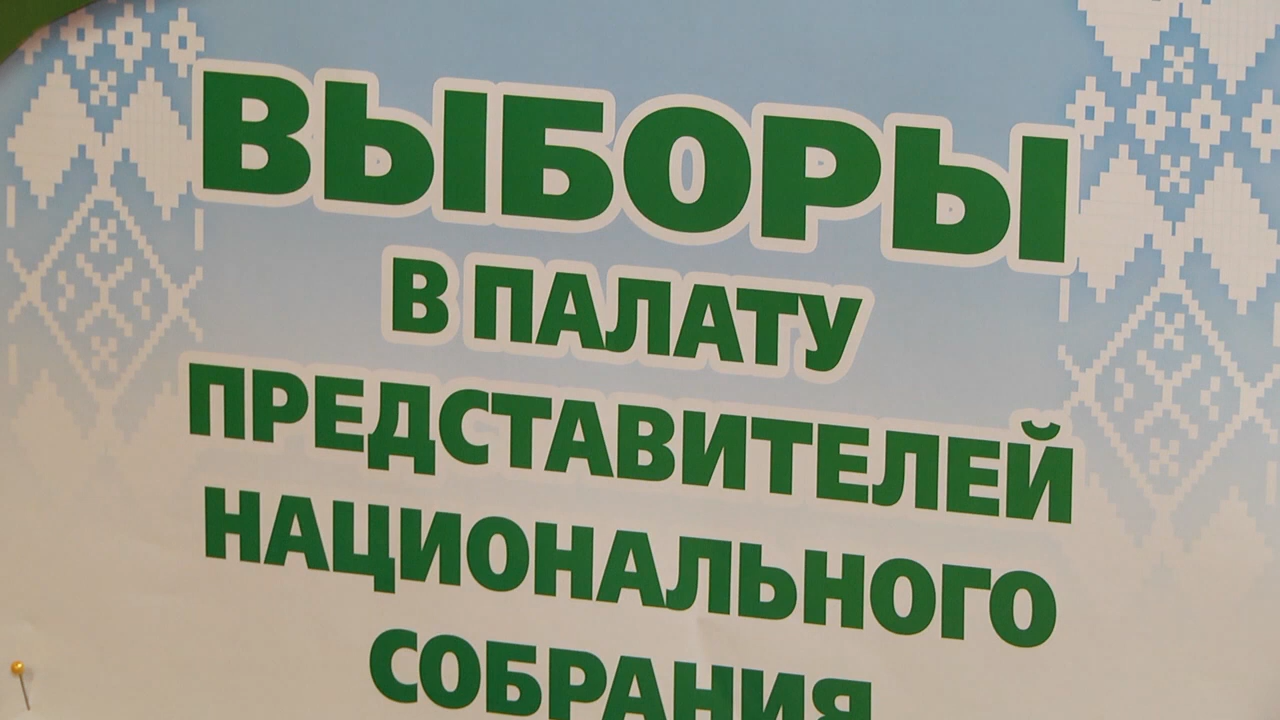 ВЫБОРЫ
В ПАЛАТУ
ПРЕДСТАВИТЕЛЕЙ
НАЦИОНАЛЬНОГО
СОБРАНИЯ